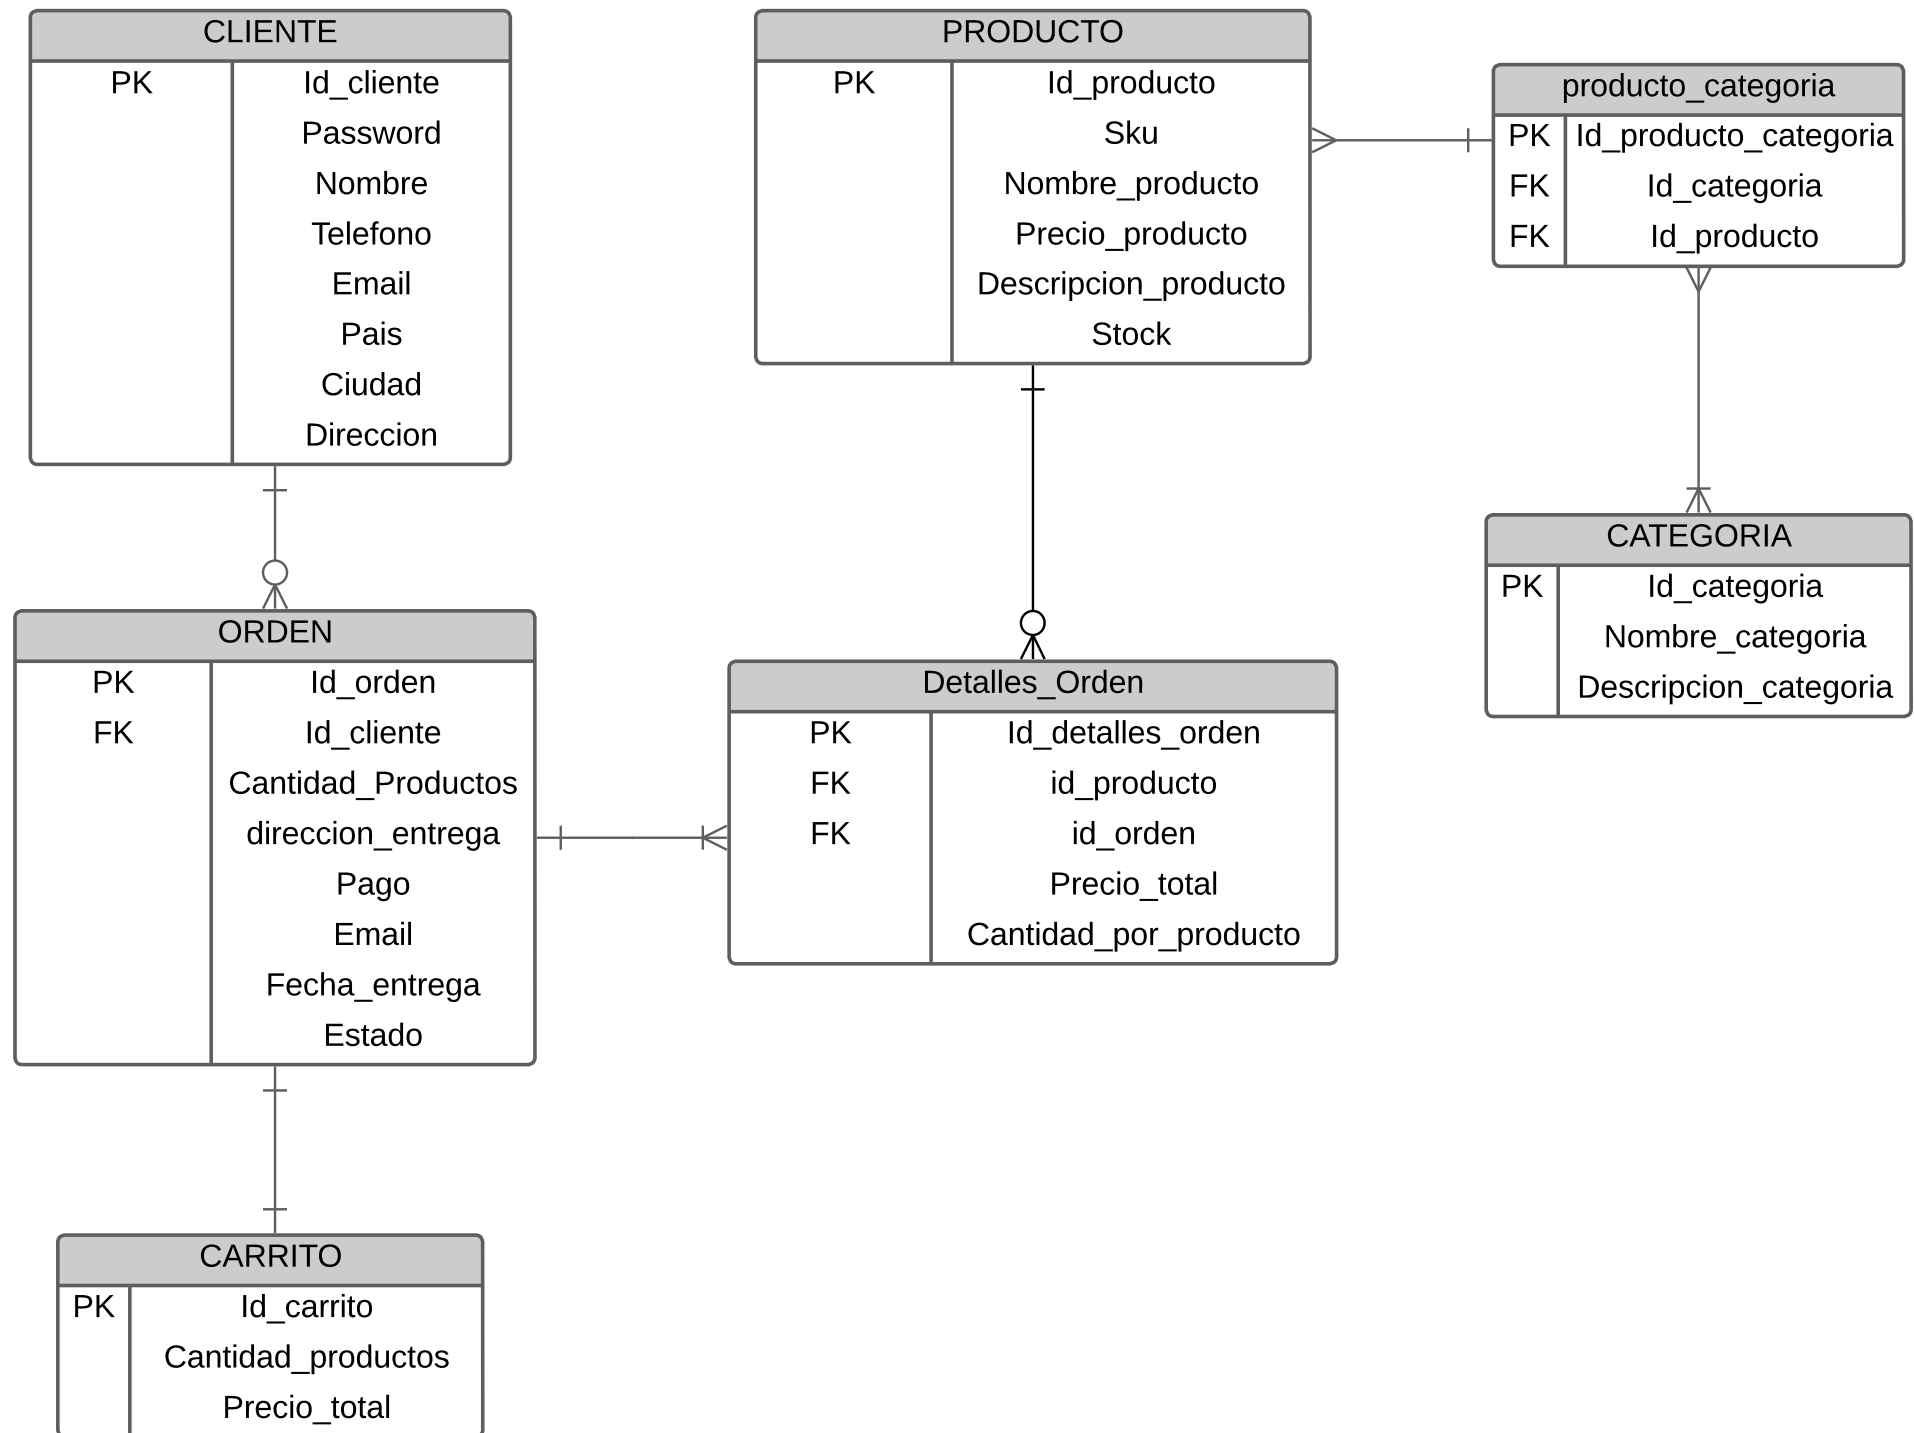 CLIENTE
PK Id_cliente
Password
Nombre
Telefono
Email
Pais
Ciudad
Direccion
PRODUCTO
PK Id_producto
Sku
Nombre_producto
Precio_producto
Descripcion_producto
Stock
producto_categoria
PK Id_producto_categoria
FK Id_categoria
FK Id_producto
ORDEN
PK Id_orden
FK Id_cliente
Cantidad_Productos
direccion_entrega
Pago
Email
Fecha_entrega
Estado
Detalles_Orden
PK Id_detalles_orden
FK id_producto
FK id_orden
Precio_total
Cantidad_por_producto
CATEGORIA
PK Id_categoria
Nombre_categoria
Descripcion_categoria
CARRITO
PK Id_carrito
Cantidad_productos
Precio_total